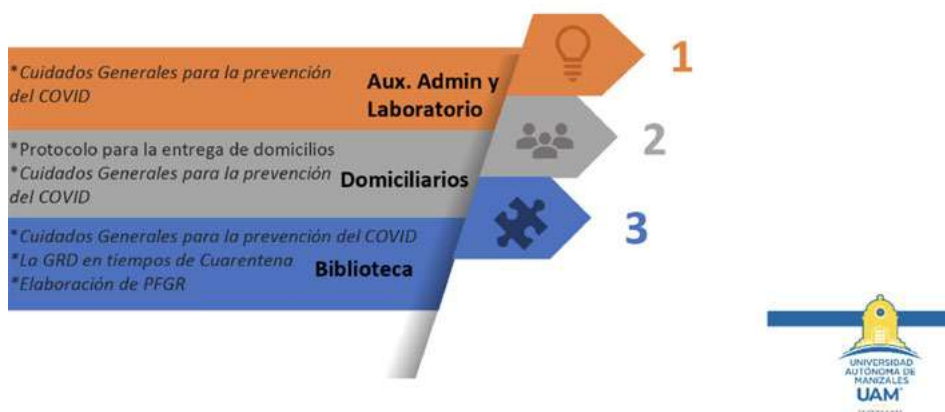 *Cuidados Generales para la prevención
del COVID
Aux. Admin y
Laboratorio
1
*Protocolo para la entrega de domicilios
*Cuidados Generales para la prevención
del COVID
Domiciliarios
2
*Cuidados Generales para la prevención del COVID
*La GRD en tiempos de Cuarentena
*Elaboración de PFGR
Biblioteca
3
UNIVERSIDAD
AUTÓNOMA DE
MANIZALES
UAM